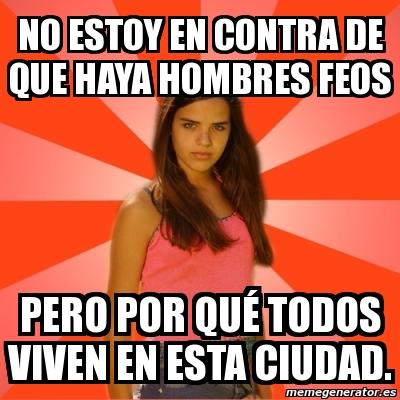 NO ESTOY EN CONTRA DE
QUE HAYA HOMBRES FEOS
PERO POR QUÉ TODOS
VIVEN EN ESTA CIUDAD.
memegenerator.es